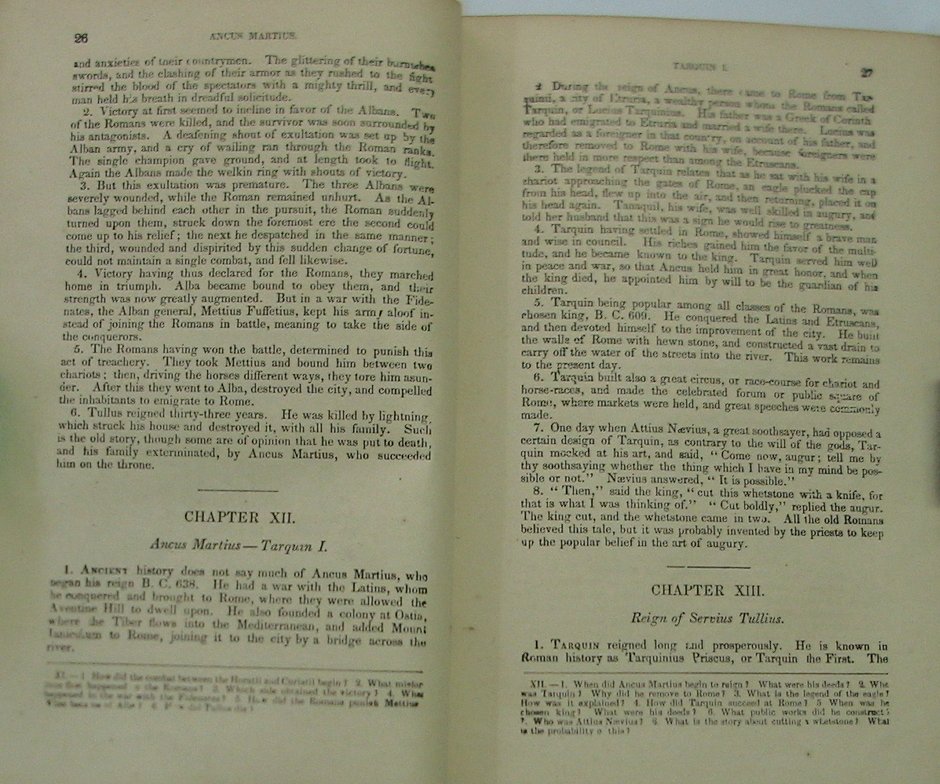 26
ANCUS MARTIUS.
and anxieties of their countrymen. The glittering of their burnished
swords, and the clashing of their armor as they rushed to the fight
stirred the blood of the spectators with a mighty thrill, and every
man held his breath in dreadful solicitude.
2. Victory at first seemed to incline in favor of the Albans. Two
of the Romans were killed, and the survivor was soon surrounded by
his antagonists. A deafening shout of exultation was set up by the
Alban army, and a cry of wailing ran through the Roman ranks.
The single champion gave ground, and at length took to flight.
Again the Albans made the welkin ring with shouts of victory.
3. But this exultation was premature. The three Albans were
severely wounded, while the Roman remained unhurt. As the Al-
bans lagged behind each other in the pursuit, the Roman suddenly
turned upon them, struck down the foremost ere the second could
come up to his relief; the next he despatched in the same manner;
the third, wounded and dispirited by this sudden change of fortune,
could not maintain a single combat, and fell likewise.
4. Victory having thus declared for the Romans, they marched
home in triumph. Alba became bound to obey them, and their
strength was now greatly augmented. But in a war with the Fide-
nates, the Alban general, Mettius Fuffetius, kept his army aloof in-
stead of joining the Romans in battle, meaning to take the side of
the conquerors.
5. The Romans having won the battle, determined to punish this
act of treachery. They took Mettius and bound him between two
chariots; then, driving the horses different ways, they tore him asun-
der. After this they went to Alba, destroyed the city, and compelled
the inhabitants to emigrate to Rome.
6. Tullus reigned thirty-three years. He was killed by lightning
which struck his house and destroyed it, with all his family. Such
is the old story, though some are of opinion that he was put to death,
and his family exterminated, by Ancus Martius, who succeeded
him on the throne.
CHAPTER XII.
Ancus Martius—Tarquin I.
1. ANCIENT history does not say much of Ancus Martius, who
began his reign B. C. 638. He had a war with the Latins, whom
he conquered and brought to Rome, where they were allowed the
Aventine Hill to dwell upon. He also founded a colony at Ostia,
where the Tiber flows into the Mediterranean, and added Mount
Janiculum to Rome, joining it to the city by a bridge across the
river.
XI.—1. How did the combat between the Horatii and Curiatii begin? 2. What misfor-
tune first happened to the Romans? 3. Which side obtained the victory? 4. What
happened in the war with the Fidenates? 5. How did the Romans punish Mettius
TARQUIN I.
27
2 During the reign of Ancus, there came to Rome from Tar-
quinii, a city of Etruria, a wealthy person whom the Romans called
Tarquin, or Lucius Tarquinius. His father was a Greek of Corinth
who had emigrated to Etruria and married a wife there. Lucius was
regarded as a foreigner in that country, on account of his father, and
therefore removed to Rome with his wife, because foreigners were
there held in more respect than among the Etruscans.
3. The legend of Tarquin relates that as he sat with his wife in a
chariot approaching the gates of Rome, an eagle plucked the cap
from his head, flew up into the air, and then returning, placed it on
his head again. Tanaquil, his wife, was well skilled in augury, and
told her husband that this was a sign he would rise to greatness.
4. Tarquin having settled in Rome, showed himself a brave man
and wise in council. His riches gained him the favor of the multi-
tude, and he became known to the king. Tarquin served him well
in peace and war, so that Ancus held him in great honor, and when
the king died, he appointed him by will to be the guardian of his
children.
5. Tarquin being popular among all classes of the Romans, was
chosen king, B. C. 609. He conquered the Latins and Etruscans,
and then devoted himself to the improvement of the city. He built
the walls of Rome with hewn stone, and constructed a vast drain to
carry off the water of the streets into the river. This work remains
to the present day.
6. Tarquin built also a great circus, or race-course for chariot and
horse-races, and made the celebrated forum or public square of
Rome, where markets were held, and great speeches were commonly
made.
7. One day when Attius Nævius, a great soothsayer, had opposed a
certain design of Tarquin, as contrary to the will of the gods, Tar-
quin mocked at his art, and said, "Come now, augur; tell me by
thy soothsaying whether the thing which I have in my mind be pos-
sible or not." Nævius answered, "It is possible."
8. "Then," said the king, "cut this whetstone with a knife, for
that is what I was thinking of." "Cut boldly," replied the augur.
The king cut, and the whetstone came in two. All the old Romans
believed this tale, but it was probably invented by the priests to keep
up the popular belief in the art of augury.
CHAPTER XIII.
Reign of Servius Tullius.
1. TARQUIN reigned long and prosperously. He is known in
Roman history as Tarquinius Priscus, or Tarquin the First. The
XII.—1. When did Ancus Martius begin to reign? What were his deeds? 2. Who
was Tarquin? Why did he remove to Rome? 3. What is the legend of the eagle?
How was it explained? 4. How did Tarquin succeed at Rome? 5 When was he
chosen king? What were his deeds? 6. What public works did he construct?
7. Who was Attius Nævius? 8. What is the story about cutting a whetstone? What
is the probability of this?